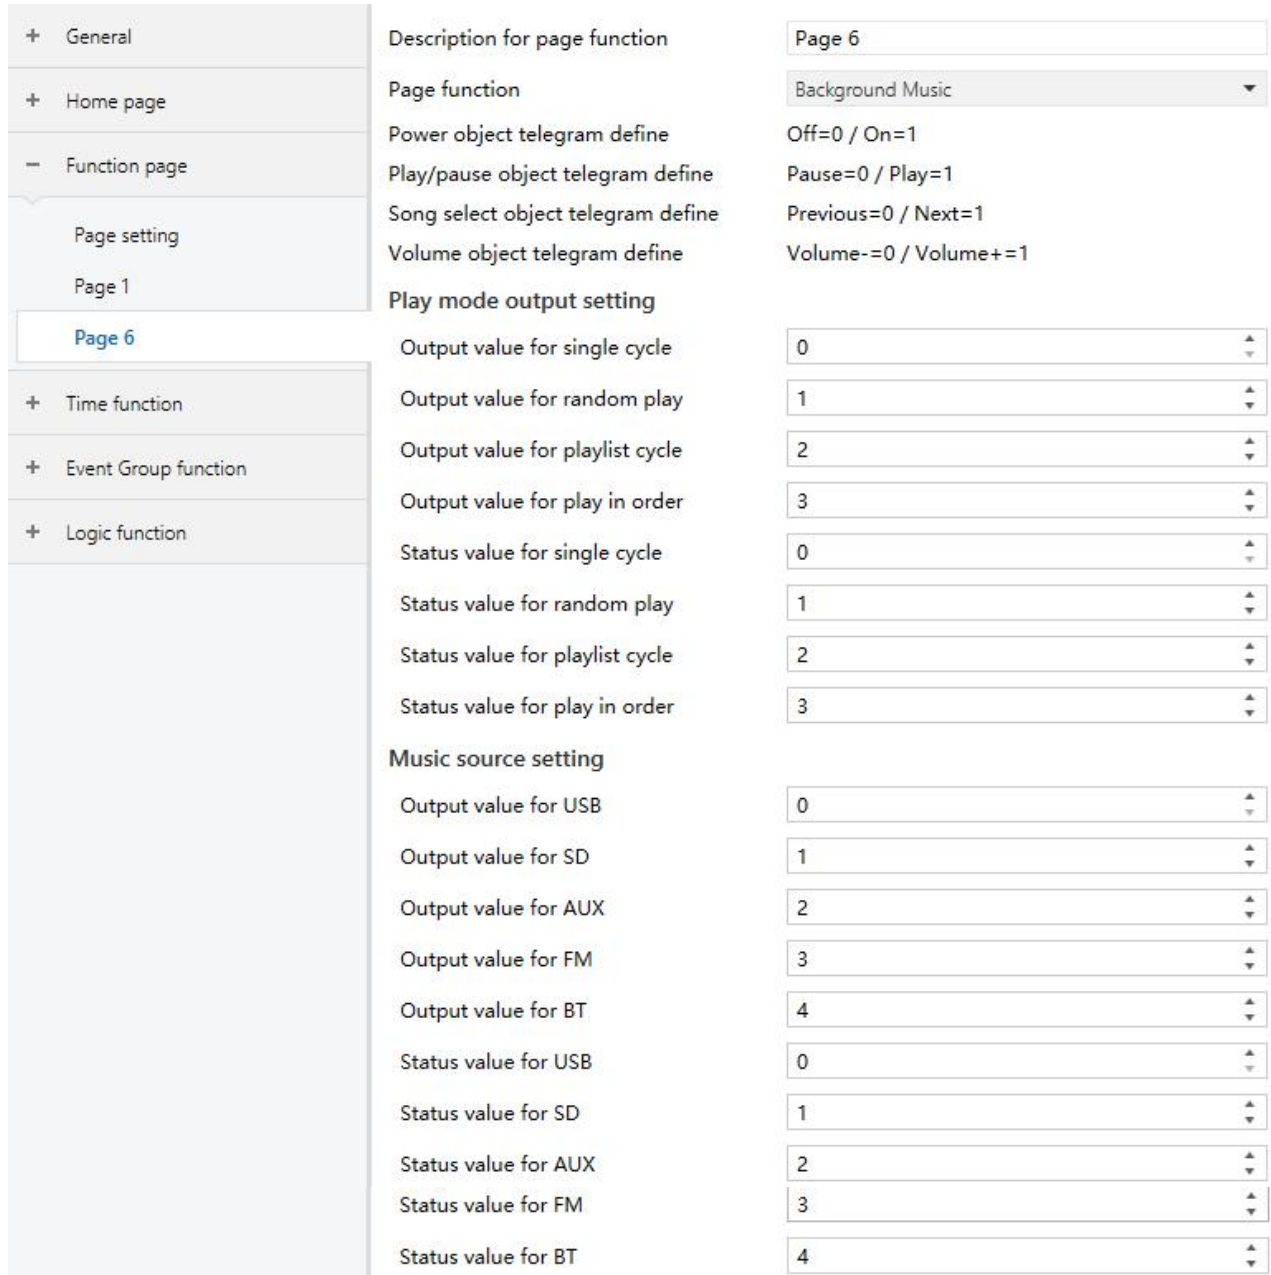 + General
+ Home page
− Function page
Page setting
Page 1
Page 6
+ Time function
+ Event Group function
+ Logic function
Description for page function Page 6
Page function Background Music
Power object telegram define Off=0 / On=1
Play/pause object telegram define Pause=0 / Play=1
Song select object telegram define Previous=0 / Next=1
Volume object telegram define Volume-=0 / Volume+=1
Play mode output setting
Output value for single cycle 0
Output value for random play 1
Output value for playlist cycle 2
Output value for play in order 3
Status value for single cycle 0
Status value for random play 1
Status value for playlist cycle 2
Status value for play in order 3
Music source setting
Output value for USB 0
Output value for SD 1
Output value for AUX 2
Output value for FM 3
Output value for BT 4
Status value for USB 0
Status value for SD 1
Status value for AUX 2
Status value for FM 3
Status value for BT 4